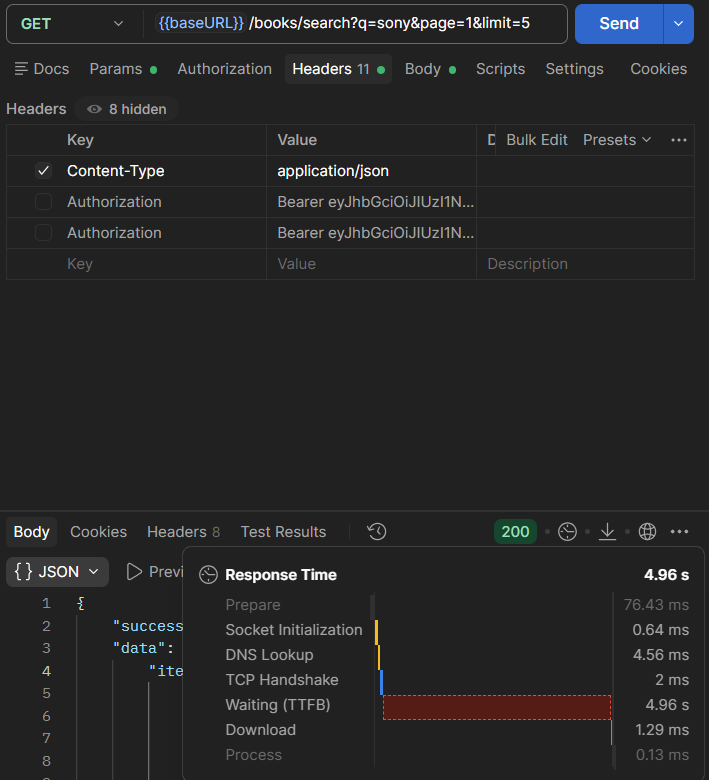 GET {{baseURL}} /books/search?q=sony&page=1&limit=5 Send
Docs Params Authorization Headers 11 Body Scripts Settings Cookies
Headers 8 hidden
Key Value D Bulk Edit Presets
Content-Type application/json
Authorization Bearer eyJhbGciOiJIUzI1N...
Authorization Bearer eyJhbGciOiJIUzI1N...
Key Value Description
Body Cookies Headers 8 Test Results 200
{} JSON Previ
Response Time 4.96 s
Prepare 76.43 ms
Socket Initialization 0.64 ms
DNS Lookup 4.56 ms
TCP Handshake 2 ms
Waiting (TTFB) 4.96 s
Download 1.29 ms
Process 0.13 ms
1 {
2 "success
3 "data":
4 "ite
5
6
7
8